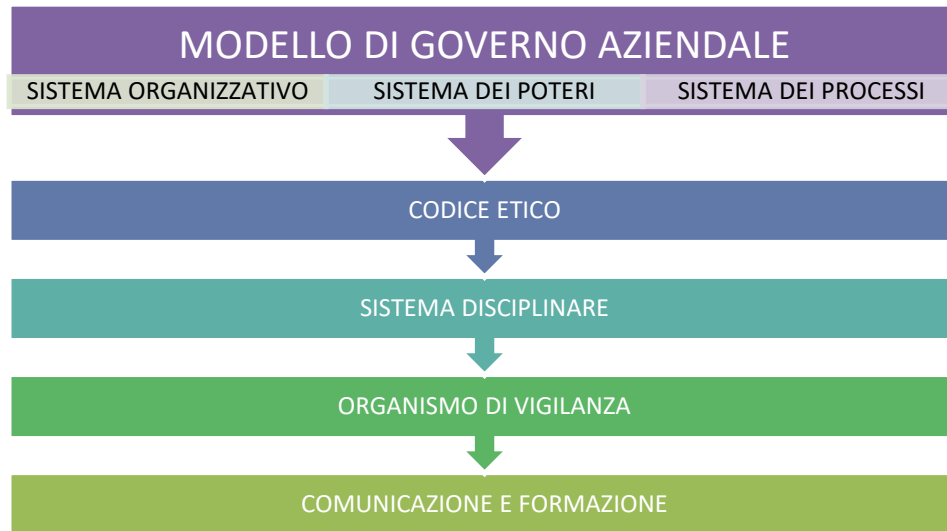 MODELLO DI GOVERNO AZIENDALE
SISTEMA ORGANIZZATIVO SISTEMA DEI POTERI SISTEMA DEI PROCESSI
CODICE ETICO
SISTEMA DISCIPLINARE
ORGANISMO DI VIGILANZA
COMUNICAZIONE E FORMAZIONE